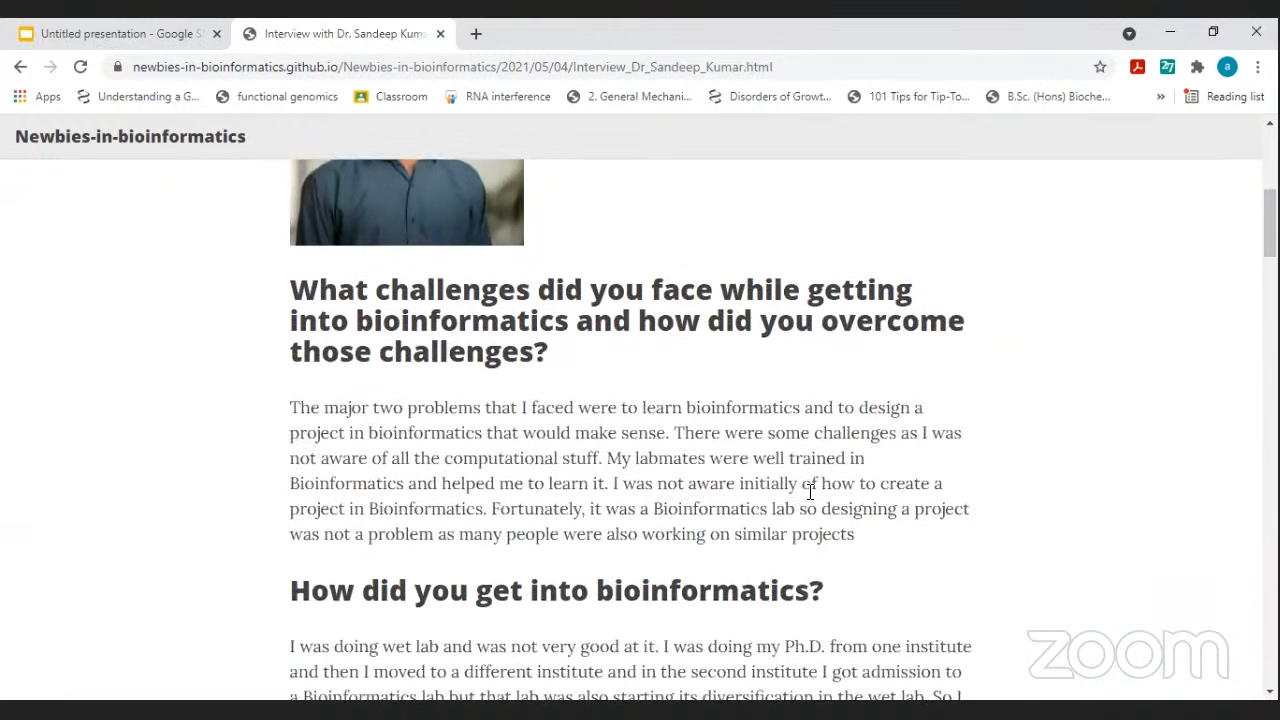 Untitled presentation - Google S
Interview with Dr. Sandeep Kum
newbies-in-bioinformatics.github.io/Newbies-in-bioinformatics/2021/05/04/Interview_Dr_Sandeep_Kumar.html
a
Apps
Understanding a G...
functional genomics
Classroom
RNA interference
2. General Mechani...
Disorders of Growt...
101 Tips for Tip-To...
B.Sc. (Hons) Bioche...
»
Reading list
Newbies-in-bioinformatics
What challenges did you face while getting
into bioinformatics and how did you overcome
those challenges?
The major two problems that I faced were to learn bioinformatics and to design a
project in bioinformatics that would make sense. There were some challenges as I was
not aware of all the computational stuff. My labmates were well trained in
Bioinformatics and helped me to learn it. I was not aware initially of how to create a
project in Bioinformatics. Fortunately, it was a Bioinformatics lab so designing a project
was not a problem as many people were also working on similar projects
How did you get into bioinformatics?
I was doing wet lab and was not very good at it. I was doing my Ph.D. from one institute
and then I moved to a different institute and in the second institute I got admission to
a Bioinformatics lab but that lab was also starting its diversification in the wet lab. So I
zoom